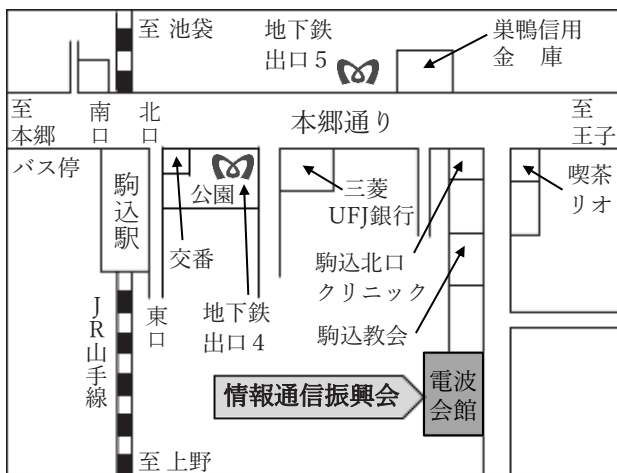 至 池袋
地下鉄
出口５
巣鴨信用
金 庫
至
本郷
南
口
北
口
本郷通り
至
王子
バス停
駒
込
駅
公園
交番
三菱
UFJ銀行
喫茶
リオ
駒込北口
クリニック
地下鉄
出口４
東
口
JR山手線
駒込教会
情報通信振興会
電波
会館
至 上野